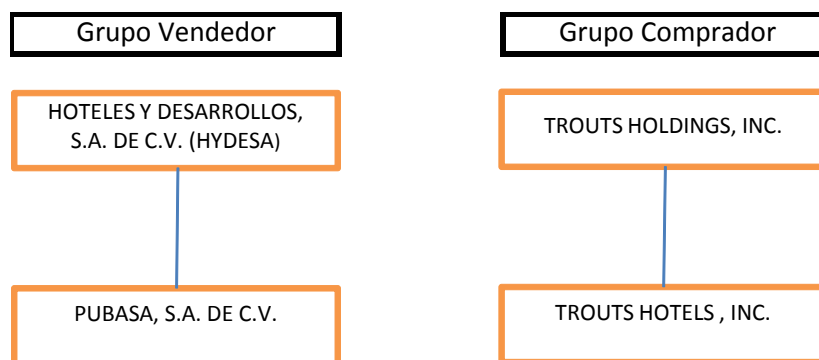 Grupo Vendedor
Grupo Comprador
HOTELES Y DESARROLLOS,
S.A. DE C.V. (HYDESA)
TROUTS HOLDINGS, INC.
PUBASA, S.A. DE C.V.
TROUTS HOTELS , INC.